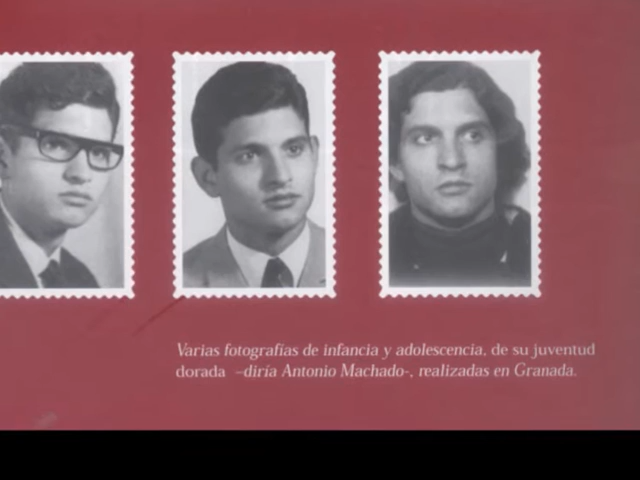 Varias fotografías de infancia y adolescencia, de su juventud
dorada –diría Antonio Machado-, realizadas en Granada.